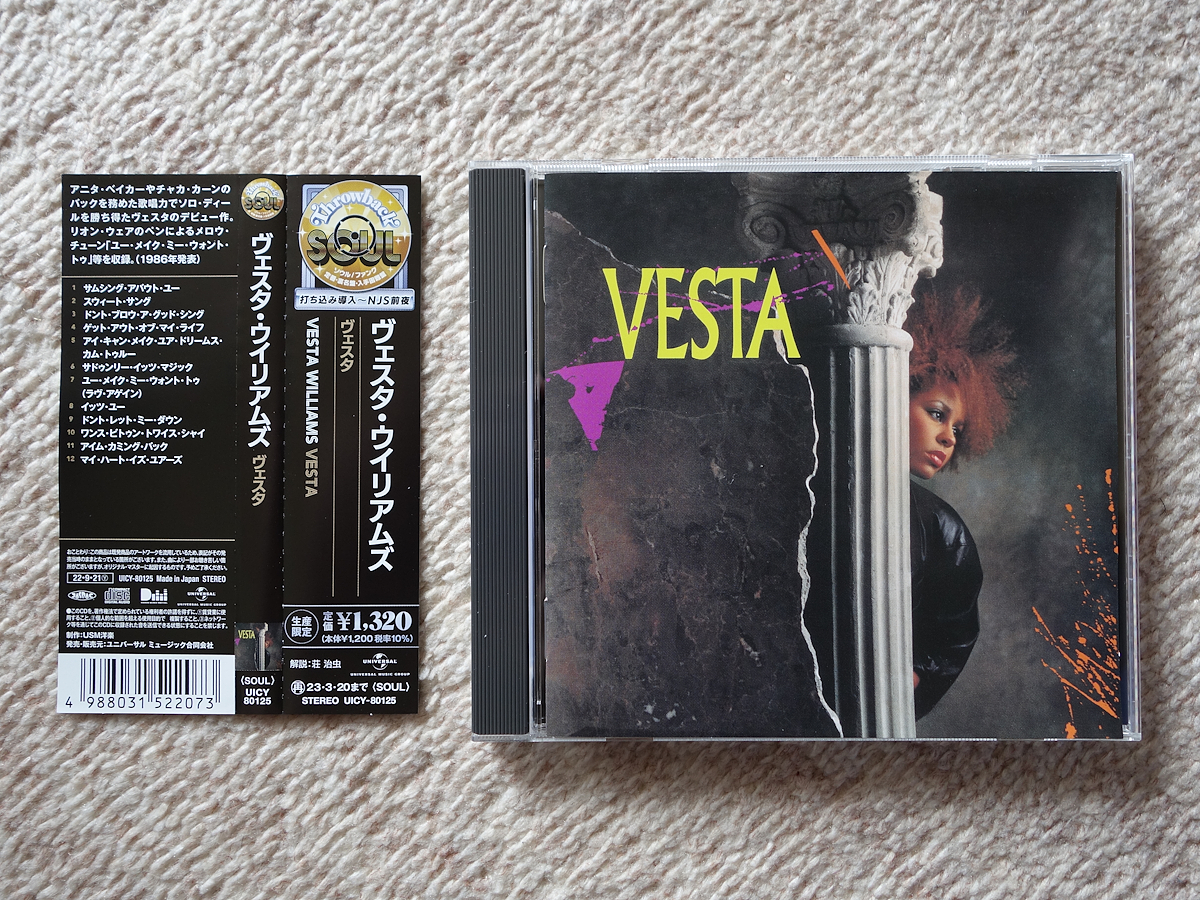 アニタ・ベイカーやチャカ・カーンの
バックを務めた歌唱力でソロ・ディー
ルを勝ち得たヴェスタのデビュー作。
リオン・ウェアのペンによるメロウ・
チューン「ユー・メイク・ミー・ウォント・
トゥ」等を収録。(1986年発表)
1 サムシング・アバウト・ユー
2 スウィート・サング
3 ドント・ブロウ・ア・グッド・シング
4 ゲット・アウト・オブ・マイ・ライフ
5 アイ・キャン・メイク・ユア・ドリームス・
カム・トゥルー
6 サドゥンリー・イッツ・マジック
7 ユー・メイク・ミー・ウォント・トゥ
(ラヴ・アゲイン)
8 イッツ・ユー
9 ドント・レット・ミー・ダウン
10 ワンス・ビトゥン・トワイス・シャイ
11 アイム・カミング・バック
12 マイ・ハート・イズ・ユアーズ
22・9・21 UICY-80125 Made in Japan STEREO
UNIVERSAL MUSIC GROUP
制作:USM洋楽
発売・販売元:ユニバーサル ミュージック合同会社
4 988031 522073
SOUL
ヴェスタ・ウイリアムズ ヴェスタ
VESTA
〈SOUL〉
UICY
80125
Throwback
SOUL
打ち込み導入～NJS前夜
ヴェスタ・ウイリアムズ
ヴェスタ
VESTA WILLIAMS VESTA
生産
限定
定価 ¥1,320
(本体¥1,200 税率10%)
解説:荘 治虫
UNIVERSAL
UNIVERSAL MUSIC GROUP
再 23・3・20まで 〈SOUL〉
STEREO UICY-80125
VESTA